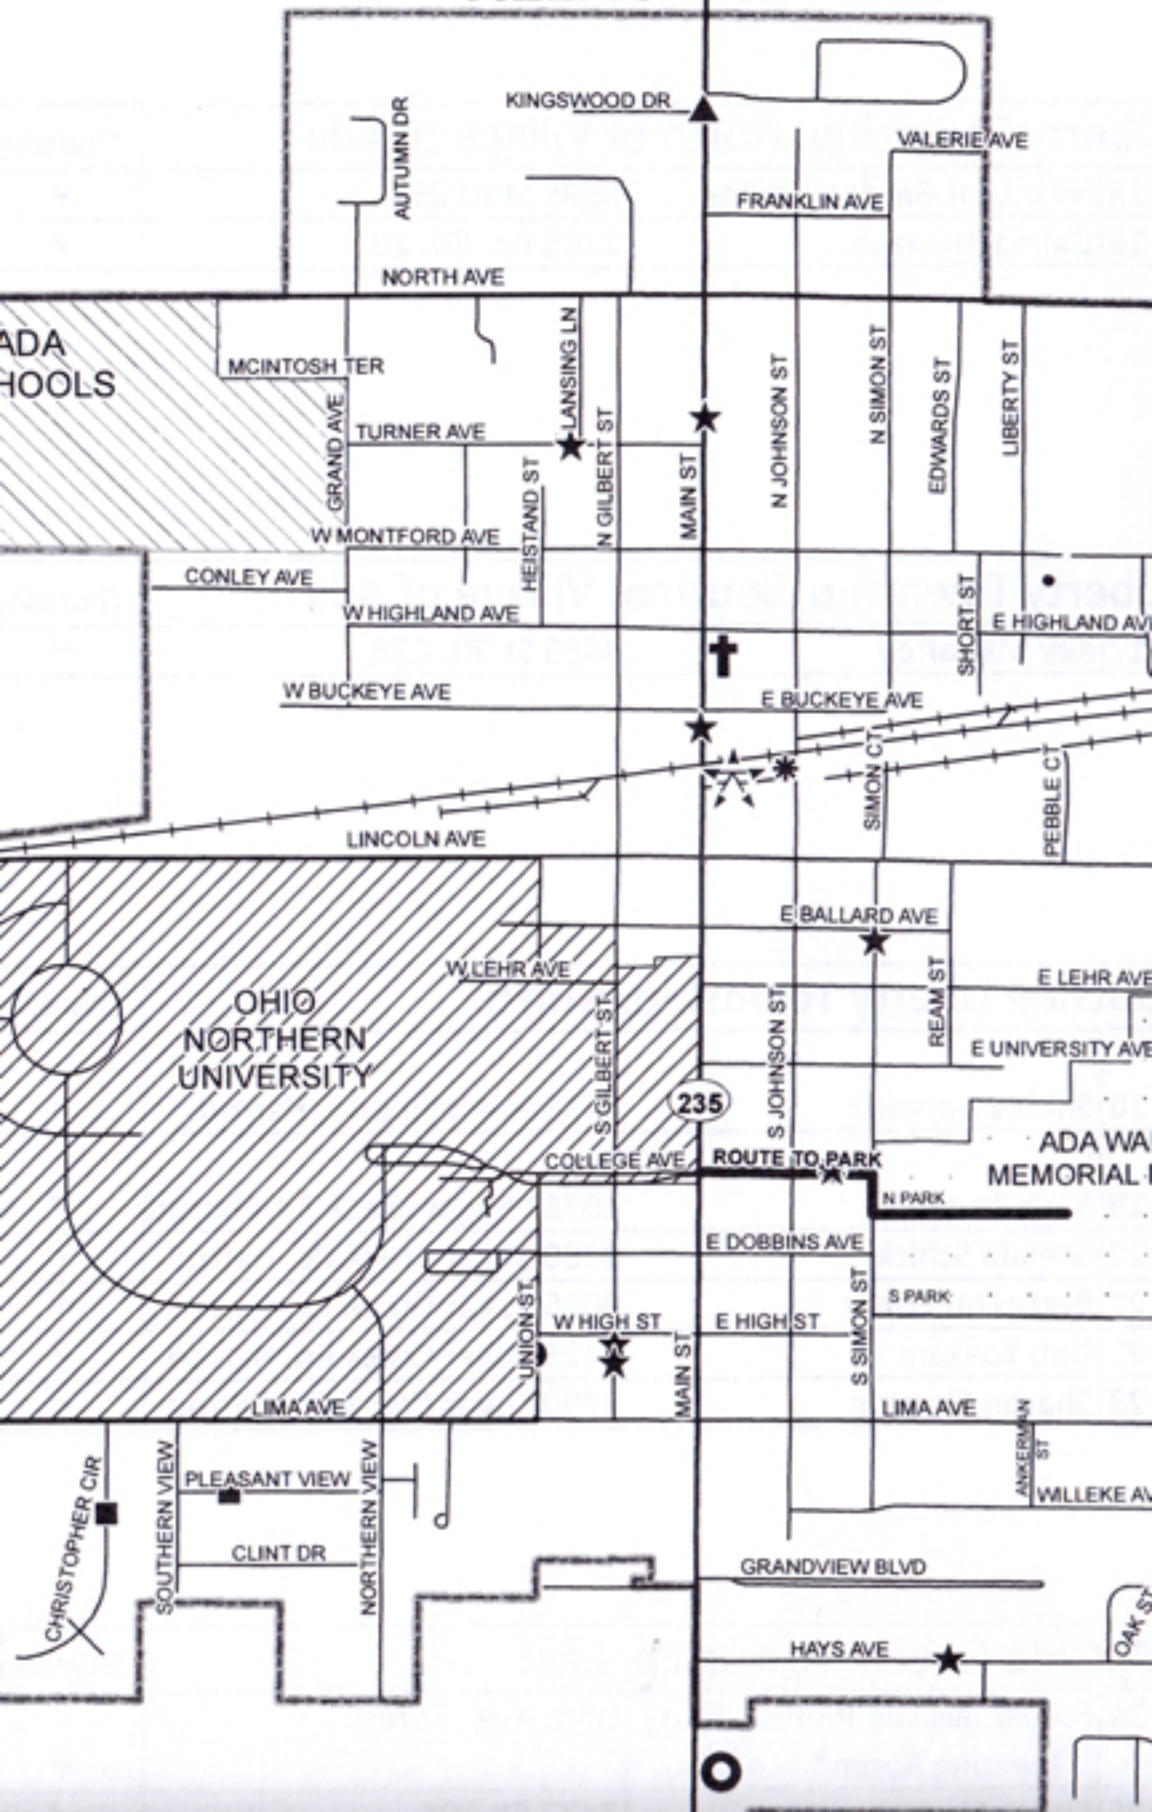 KINGSWOOD DR
AUTUMN DR
VALERIE AVE
FRANKLIN AVE
NORTH AVE
ADA
HOOLS
MCINTOSH TER
LANSING LN
GRAND AVE
TURNER AVE
HEISTAND ST
N GILBERT ST
MAIN ST
N JOHNSON ST
N SIMON ST
EDWARDS ST
LIBERTY ST
W MONTFORD AVE
CONLEY AVE
W HIGHLAND AVE
SHORT ST
E HIGHLAND AVE
W BUCKEYE AVE
E BUCKEYE AVE
SIMON CT
PEBBLE CT
LINCOLN AVE
E BALLARD AVE
W LEHR AVE
E LEHR AVE
OHIO
NORTHERN
UNIVERSITY
S GILBERT ST
S JOHNSON ST
REAM ST
E UNIVERSITY AVE
235
COLLEGE AVE
ROUTE TO PARK
ADA WA
MEMORIAL
N PARK
E DOBBINS AVE
UNION ST
S PARK
W HIGH ST
E HIGH ST
MAIN ST
S SIMON ST
LIMA AVE
LIMA AVE
ANKERMAN
ST
CHRISTOPHER CIR
SOUTHERN VIEW
PLEASANT VIEW
NORTHERN VIEW
WILLEKE AV
CLINT DR
GRANDVIEW BLVD
HAYS AVE
OAK ST